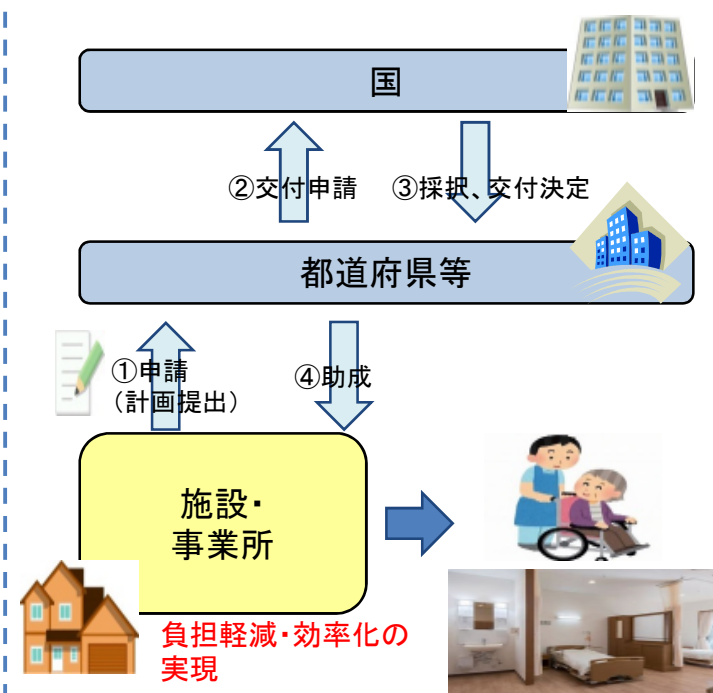 国
②交付申請
③採択、交付決定
都道府県等
①申請
（計画提出）
④助成
施設・
事業所
負担軽減・効率化の
実現